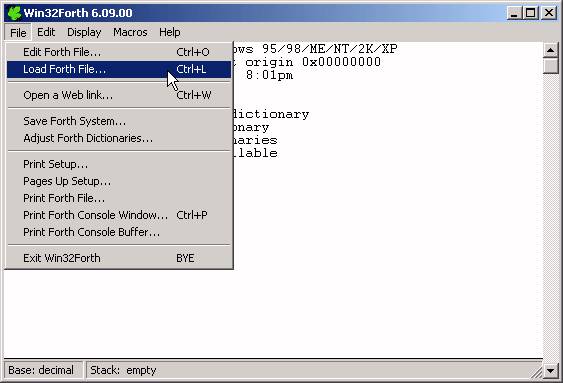 Win32Forth 6.09.00
File Edit Display Macros Help
Edit Forth File... Ctrl+O
Load Forth File... Ctrl+L
Open a Web link... Ctrl+W
Save Forth System...
Adjust Forth Dictionaries...
Print Setup...
Pages Up Setup...
Print Forth File...
Print Forth Console Window... Ctrl+P
Print Forth Console Buffer...
Exit Win32Forth BYE
ows 95/98/ME/NT/2K/XP
t origin 0x00000000
8:01pm
dictionary
onary
naries
ilable
Base: decimal Stack: empty